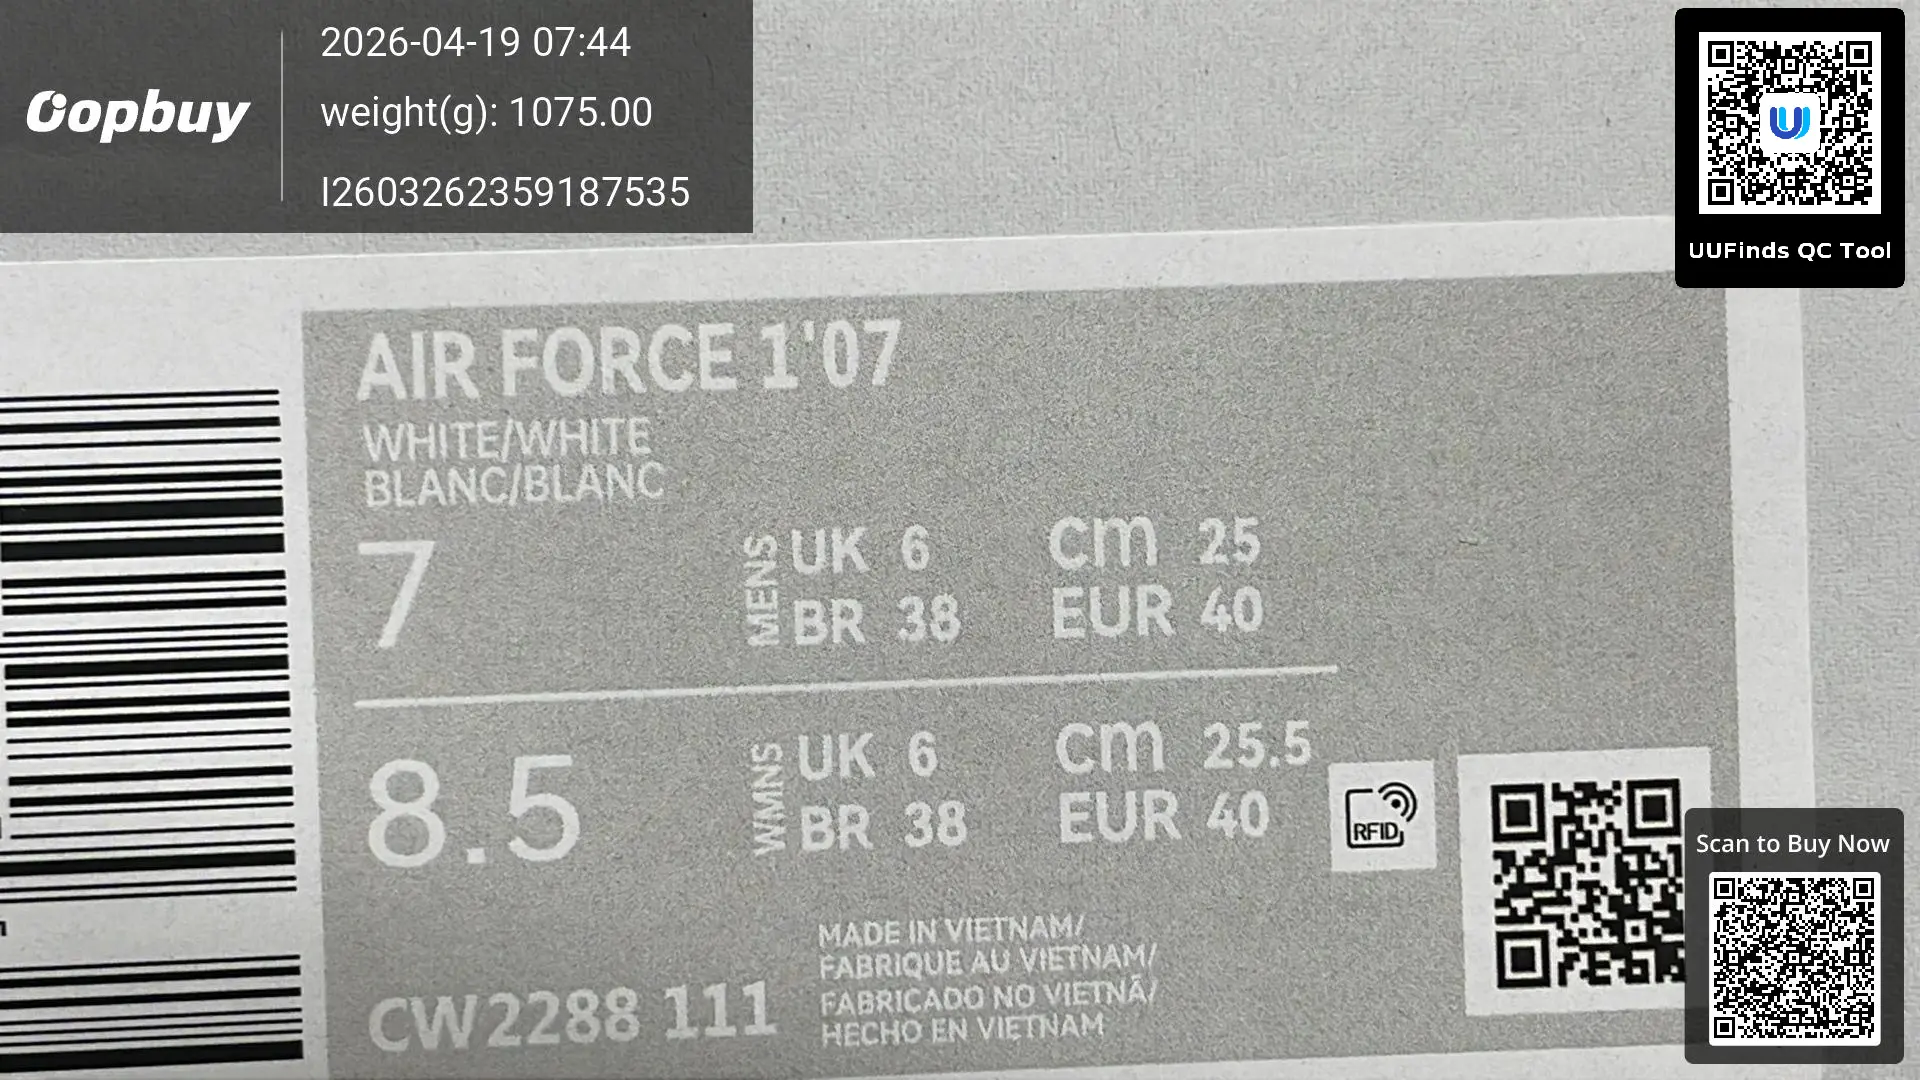 Oopbuy
2026-04-19 07:44
weight(g): 1075.00
I2603262359187535
UUFinds QC Tool
AIR FORCE 1'07
WHITE/WHITE
BLANC/BLANC
7
MENS
UK 6 Cm 25
BR 38 EUR 40
8.5
WMNS
UK 6 Cm 25.5
BR 38 EUR 40
RFID
Scan to Buy Now
CW2288 111
MADE IN VIETNAM/
FABRIQUE AU VIETNAM/
FABRICADO NO VIETNÃ/
HECHO EN VIETNAM